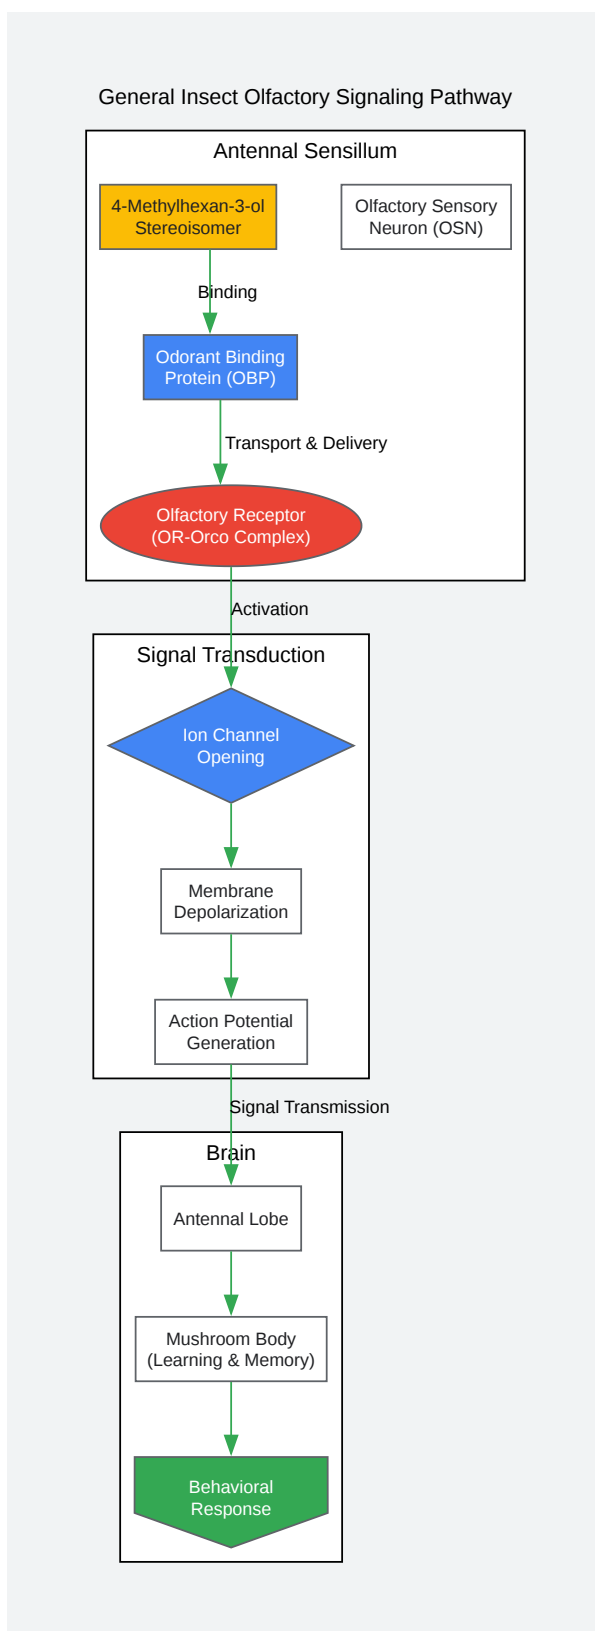 General Insect Olfactory Signaling Pathway
Antennal Sensillum
4-Methylhexan-3-ol
Stereoisomer
Olfactory Sensory
Neuron (OSN)
Binding
Odorant Binding
Protein (OBP)
Transport & Delivery
Olfactory Receptor
(OR-Orco Complex)
Activation
Signal Transduction
Ion Channel
Opening
Membrane
Depolarization
Action Potential
Generation
Signal Transmission
Brain
Antennal Lobe
Mushroom Body
(Learning & Memory)
Behavioral
Response